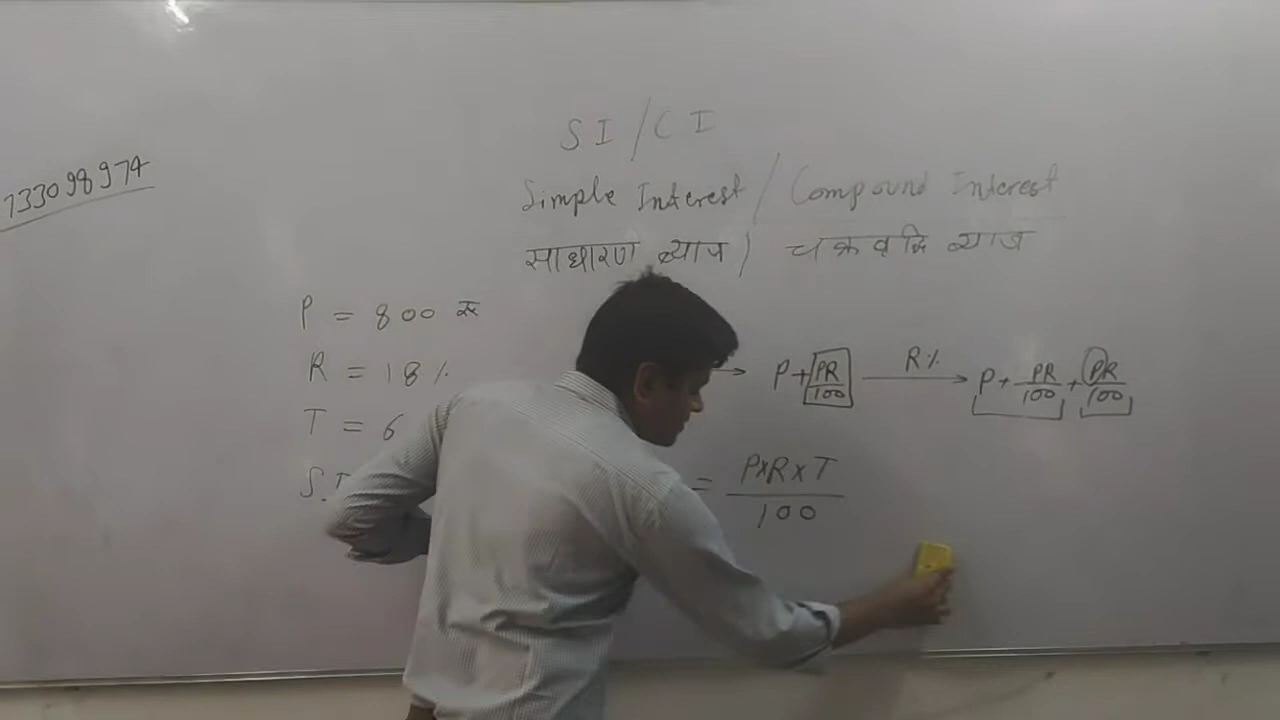 733098974
SI/CI
Simple Interest / Compound Interest
साधारण ब्याज / चक्रवृद्धि ब्याज
P = 800 रू
R = 18%
T = 6
S.I
→ P+PR/100 —R%→ P+PR/100+PR/100
= P×R×T/100